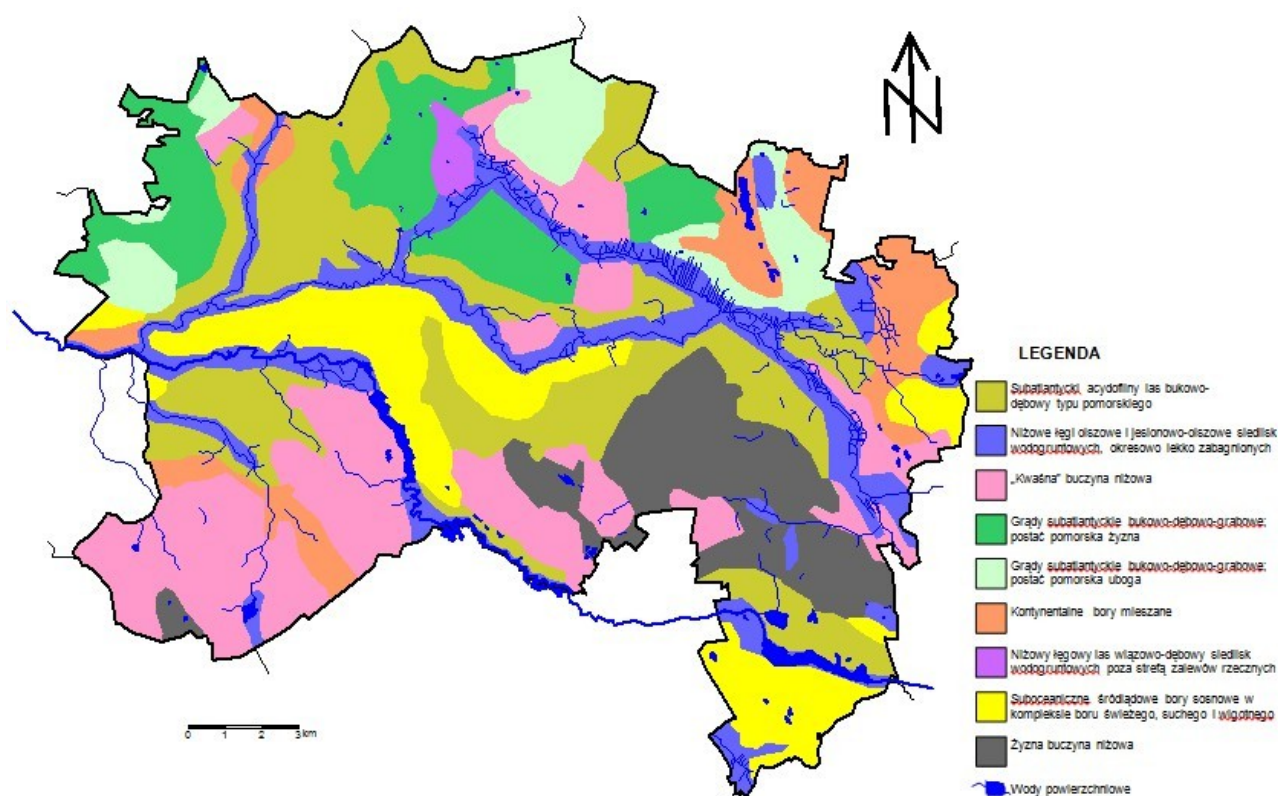 N
LEGENDA
Subatlantycki, acydofilny las bukowo-
dębowy typu pomorskiego
Niżowe łęgi olszowe i jesionowo-olszowe siedlisk
wodogruntowych, okresowo lekko zabagnionych
„Kwaśna” buczyna niżowa
Grądy subatlantyckie bukowo-dębowo-grabowe:
postać pomorska żyzna
Grądy subatlantyckie bukowo-dębowo-grabowe:
postać pomorska uboga
Kontynentalne bory mieszane
Niżowy łęgowy las wiązowo-dębowy siedlisk
wodogruntowych poza strefą zalewów rzecznych
Suboceaniczne śródlądowe bory sosnowe w
kompleksie boru świeżego, suchego i wigotnego
Żyzna buczyna niżowa
Wody powierzchniowe
0 1 2 3 km